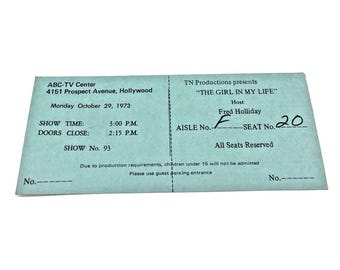 ABC-TV Center
4151 Prospect Avenue, Hollywood
Monday October 29, 1973
SHOW TIME: 3:00 P.M.
DOORS CLOSE: 2:15 P.M.
SHOW No. 93
TN Productions presents
"THE GIRL IN MY LIFE"
Host
Fred Holliday
AISLE No. F SEAT No. 20
All Seats Reserved
Due to production requirements, children under 15 will not be admitted
Please use guest parking entrance
No.------- No.-------